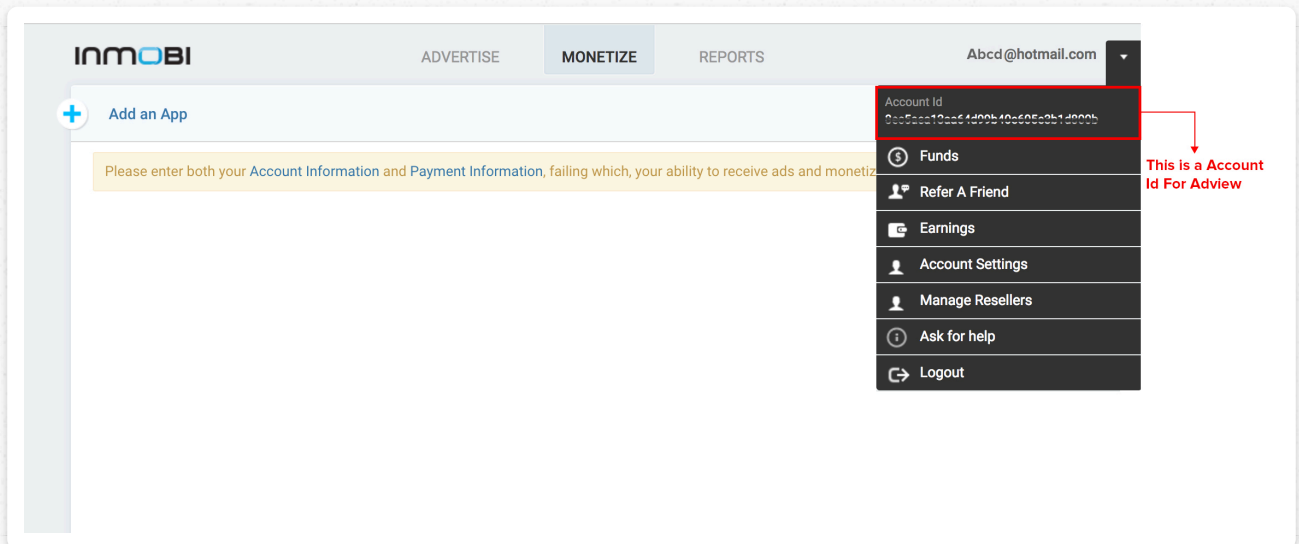 INMOBI
ADVERTISE
MONETIZE
REPORTS
Abcd@hotmail.com
Add an App
Please enter both your Account Information and Payment Information, failing which, your ability to receive ads and monetiz
Account Id
Funds
Refer A Friend
Earnings
Account Settings
Manage Resellers
Ask for help
Logout
This is a Account
Id For Adview